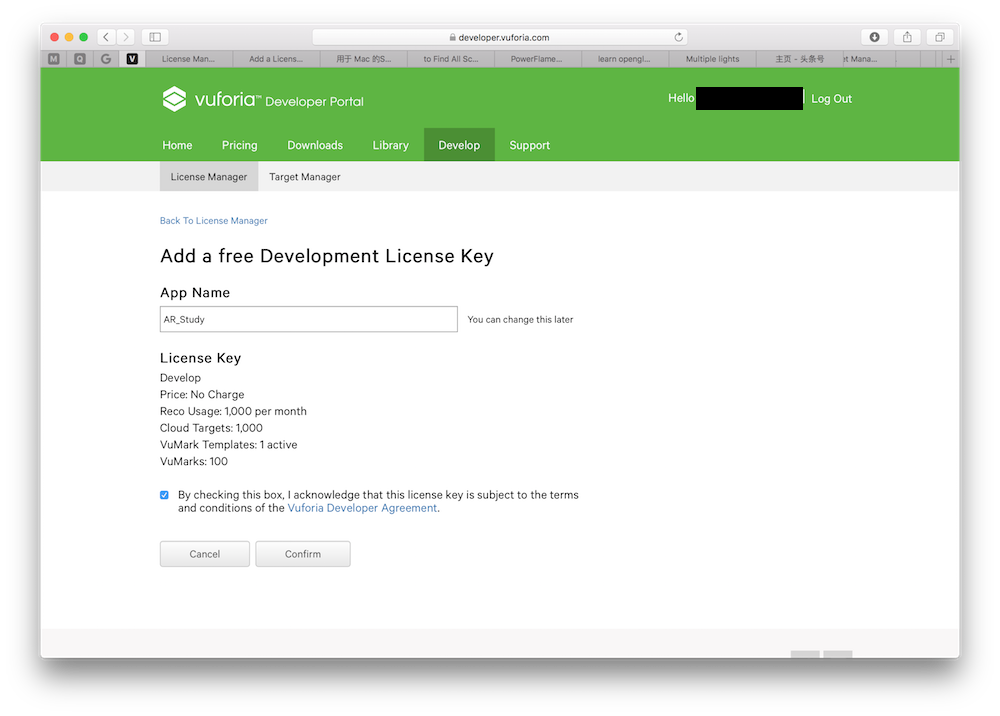 developer.vuforia.com
M Q G V License Man... Add a Licens... 用于 Mac 的S... to Find All Sc... PowerFlame... learn opengl... Multiple lights 主页 - 头条号 et Mana...
vuforia™ Developer Portal
Hello Log Out
Home Pricing Downloads Library Develop Support
License Manager Target Manager
Back To License Manager
Add a free Development License Key
App Name
AR_Study You can change this later
License Key
Develop
Price: No Charge
Reco Usage: 1,000 per month
Cloud Targets: 1,000
VuMark Templates: 1 active
VuMarks: 100
By checking this box, I acknowledge that this license key is subject to the terms
and conditions of the Vuforia Developer Agreement.
Cancel Confirm